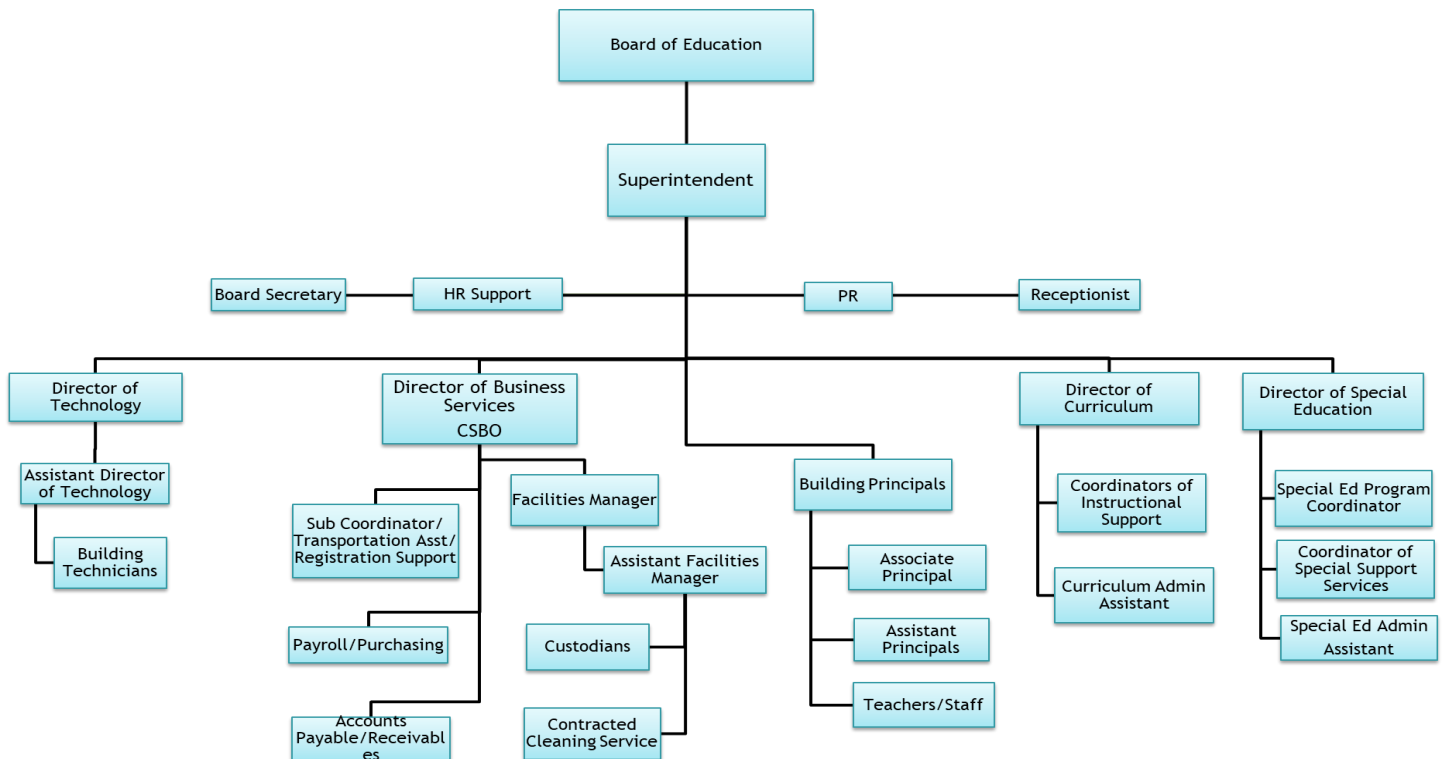 Board of Education
Superintendent
Board Secretary
HR Support
PR
Receptionist
Director of
Technology
Director of Business
Services
CSBO
Director of
Curriculum
Director of Special
Education
Assistant Director
of Technology
Building
Technicians
Sub Coordinator/
Transportation Asst/
Registration Support
Payroll/Purchasing
Accounts
Payable/Receivabl
es
Facilities Manager
Assistant Facilities
Manager
Custodians
Contracted
Cleaning Service
Building Principals
Associate
Principal
Assistant
Principals
Teachers/Staff
Coordinators of
Instructional
Support
Curriculum Admin
Assistant
Special Ed Program
Coordinator
Coordinator of
Special Support
Services
Special Ed Admin
Assistant